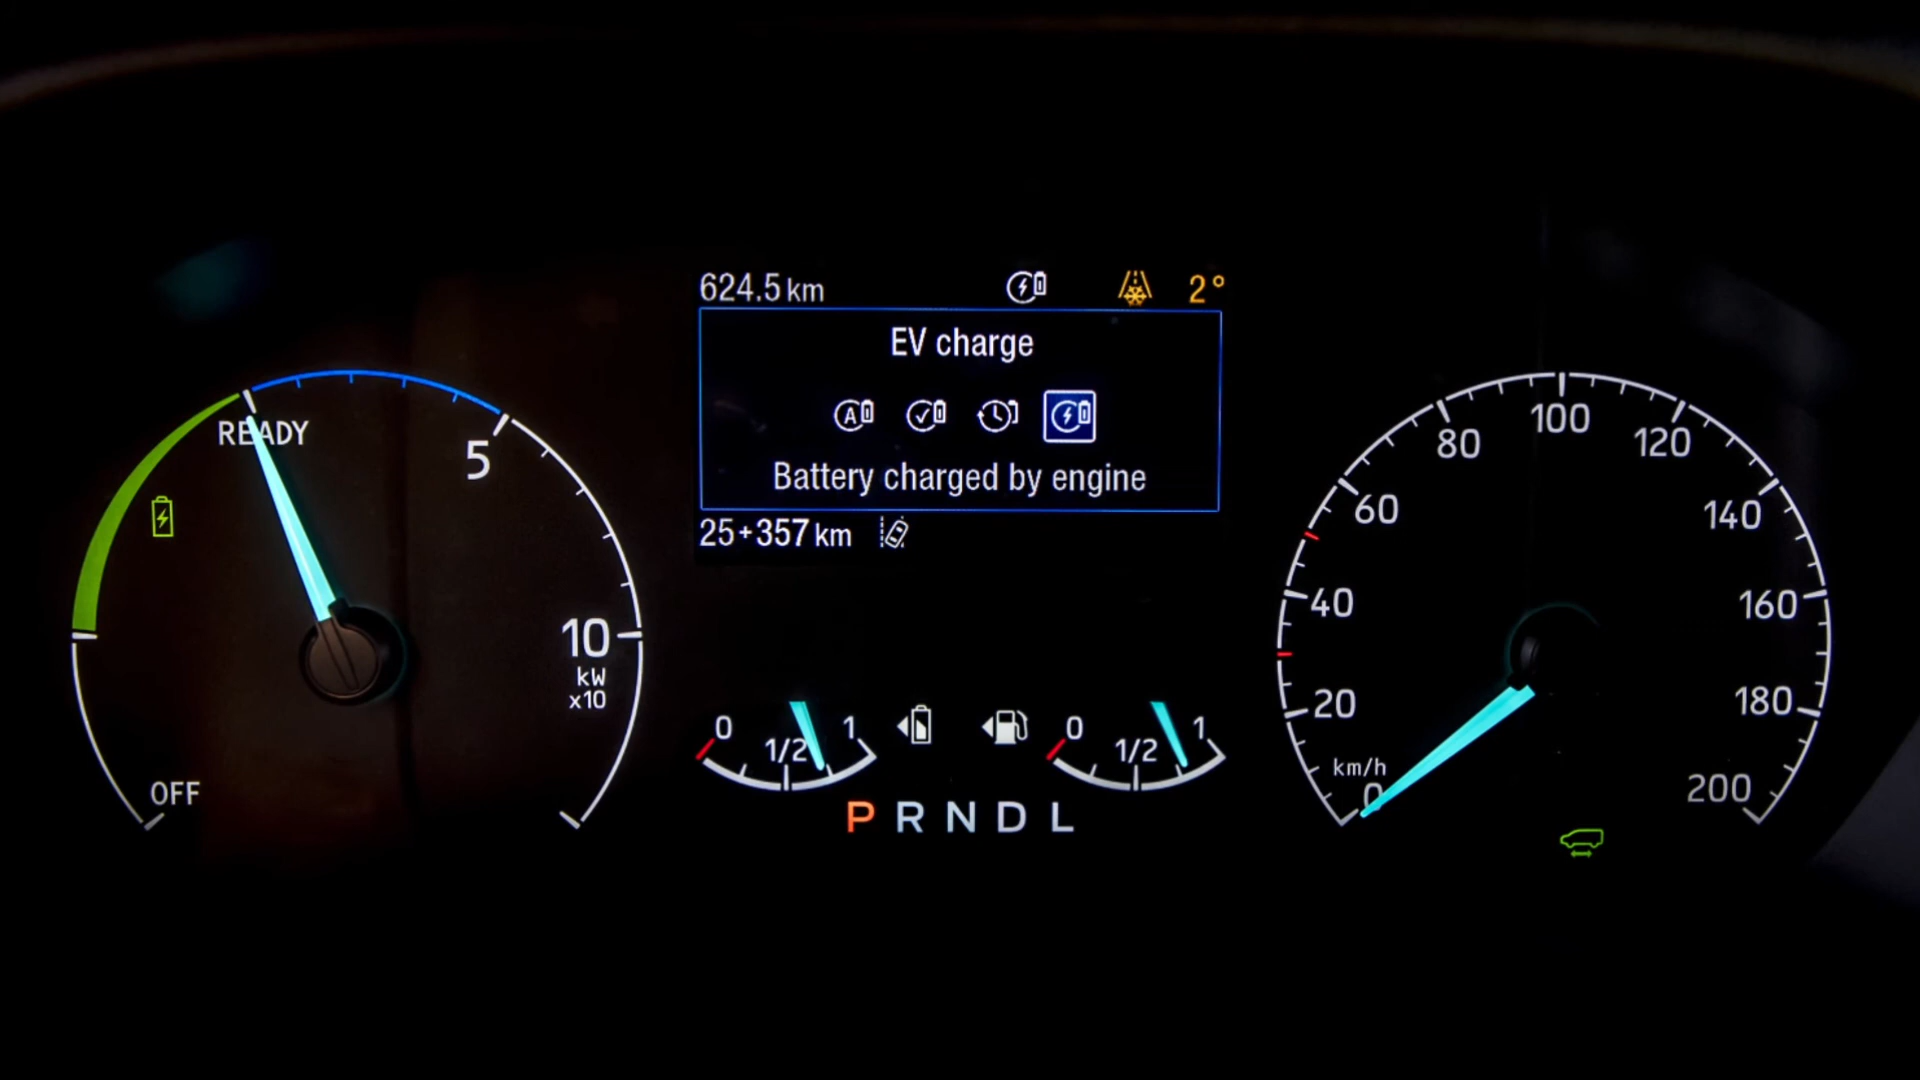 624.5 km 2°
EV charge
A
Battery charged by engine
25+357 km
READY
5
10
kW
x10
OFF
0 1/2 1
0 1/2 1
P R N D L
0
20
40
60
80
100
120
140
160
180
200
km/h